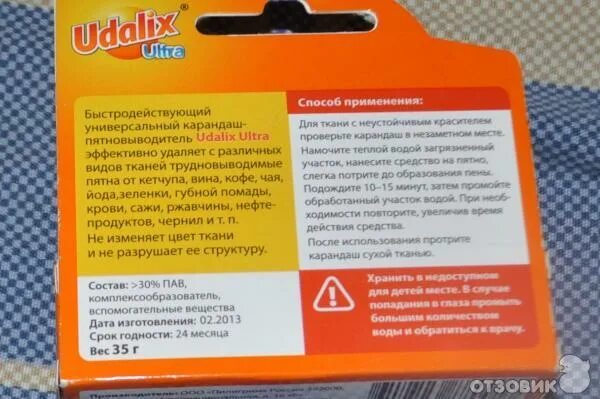 Udalix®
Ultra
Быстродействующий
универсальный карандаш-
пятновыводитель Udalix Ultra
эффективно удаляет с различных
видов тканей трудновыводимые
пятна от кетчупа, вина, кофе, чая,
йода,зеленки, губной помады,
крови, сажи, ржавчины, нефте-
продуктов, чернил и т. п.
Не изменяет цвет ткани
и не разрушает ее структуру.
Состав: >30% ПАВ,
комплексообразователь,
вспомогательные вещества
Дата изготовления: 02.2013
Срок годности: 24 месяца
Вес 35 г
Способ применения:
Для ткани с неустойчивым красителем
проверьте карандаш в незаметном месте.
Намочите теплой водой загрязненный
участок, нанесите средство на пятно,
слегка потрите до образования пены.
Подождите 10–15 минут, затем промойте
обработанный участок водой. При необ-
ходимости повторите, увеличив время
действия средства.
После использования протрите
карандаш сухой тканью.
Хранить в недоступном
для детей месте. В случае
попадания в глаза промыть
большим количеством
воды и обратиться к врачу.
Производитель: ООО «Пилигрим» Россия
ОТЗОВИК